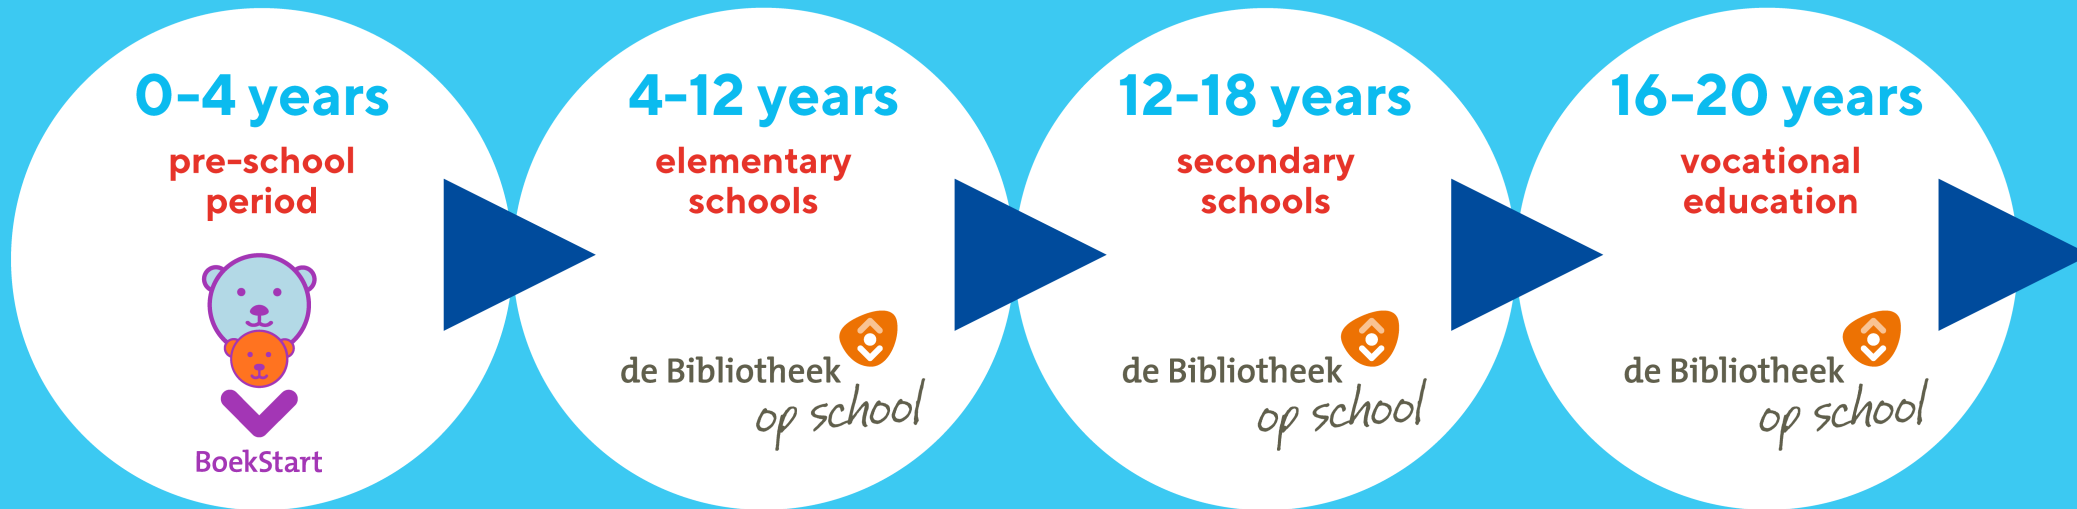 0-4 years
pre-school
period
BoekStart
4-12 years
elementary
schools
de Bibliotheek
op school
12-18 years
secondary
schools
de Bibliotheek
op school
16-20 years
vocational
education
de Bibliotheek
op school